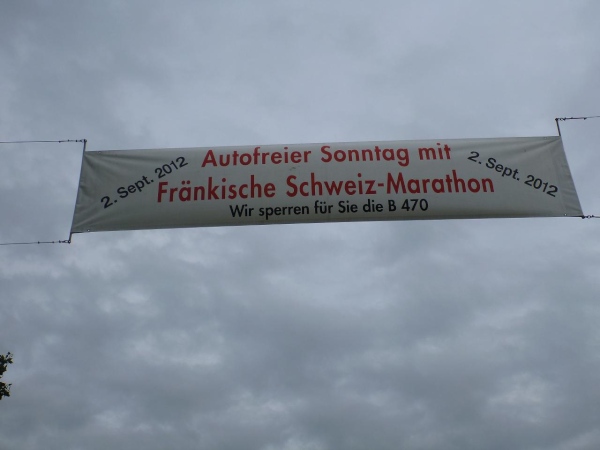 2. Sept. 2012
Autofreier Sonntag mit
2. Sept. 2012
Fränkische Schweiz-Marathon
Wir sperren für Sie die B 470